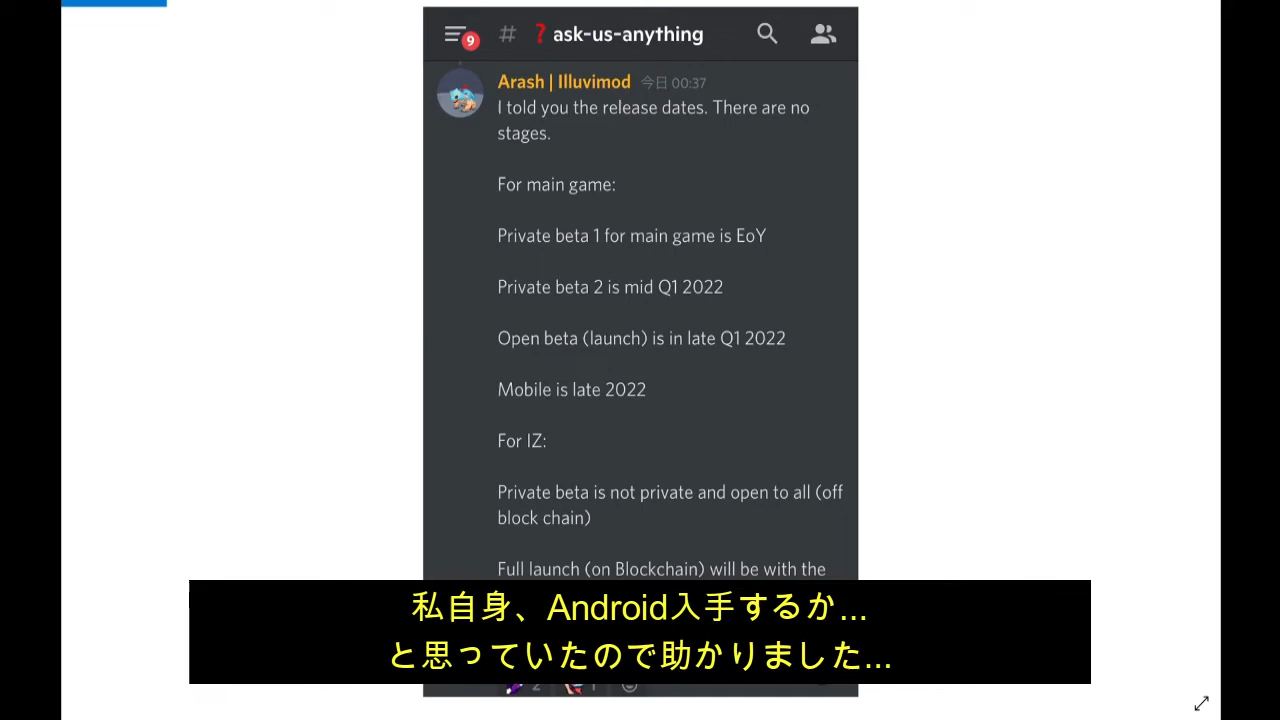 9 # ❓ ask-us-anything
Arash | Illuvimod 今日 00:37
I told you the release dates. There are no
stages.
For main game:
Private beta 1 for main game is EoY
Private beta 2 is mid Q1 2022
Open beta (launch) is in late Q1 2022
Mobile is late 2022
For IZ:
Private beta is not private and open to all (off
block chain)
Full launch (on Blockchain) will be with the
私自身、Android入手するか...
と思っていたので助かりました...
2 1